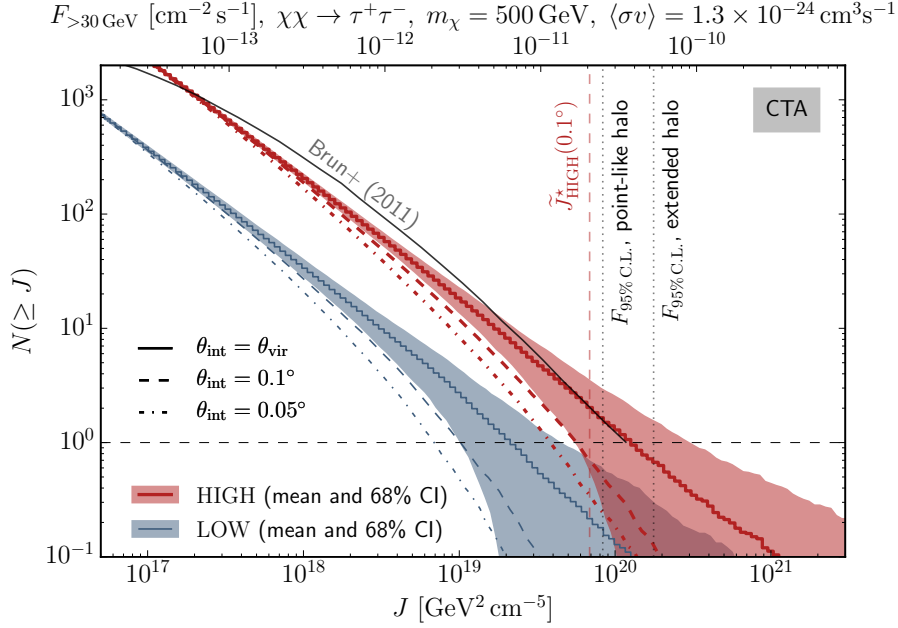 F>30 GeV [cm−2 s−1], χχ → τ+τ−, mχ = 500 GeV, ⟨σv⟩ = 1.3 × 10−24 cm3s−1
10−13 10−12 10−11 10−10
CTA
Brun+ (2011)
J̃⋆HIGH(0.1°)
F95% C.L., point-like halo
F95% C.L., extended halo
N(≥ J)
103
102
101
100
10−1
θint = θvir
θint = 0.1°
θint = 0.05°
HIGH (mean and 68% CI)
LOW (mean and 68% CI)
1017 1018 1019 1020 1021
J [GeV2 cm−5]